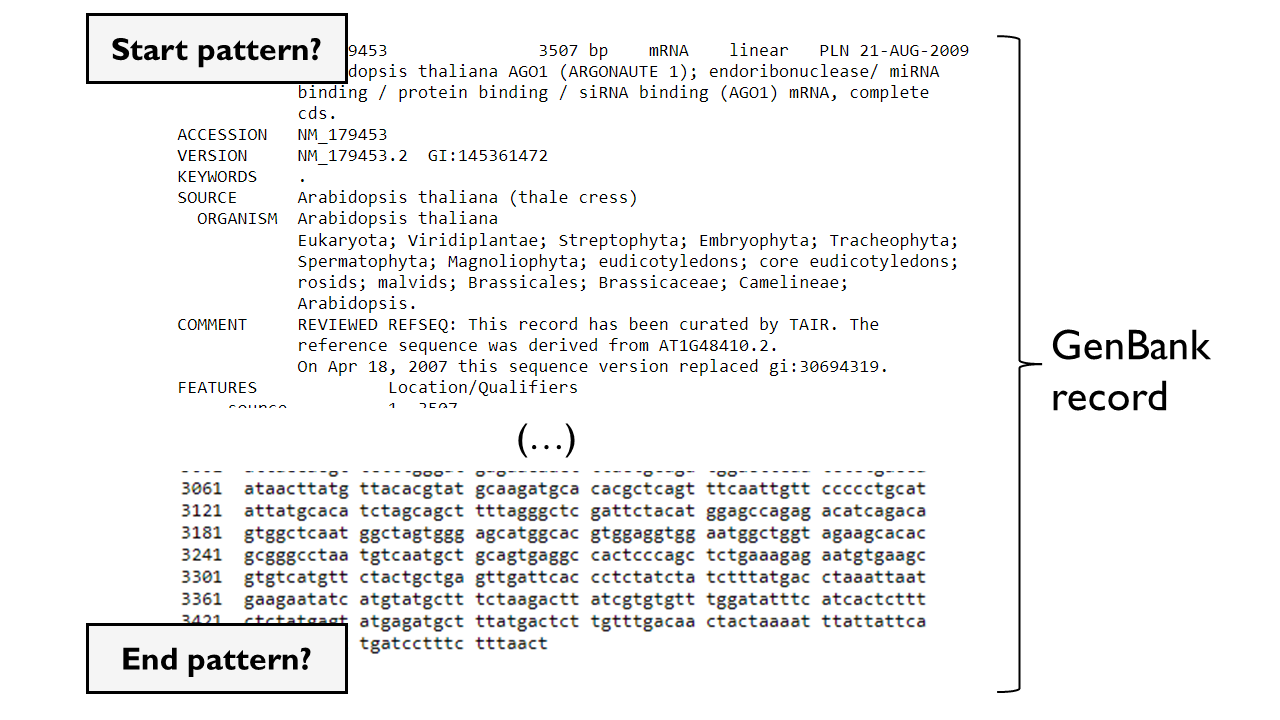 Start pattern?
9453 3507 bp mRNA linear PLN 21-AUG-2009
dopsis thaliana AGO1 (ARGONAUTE 1); endoribonuclease/ miRNA
binding / protein binding / siRNA binding (AGO1) mRNA, complete
cds.
ACCESSION NM_179453
VERSION NM_179453.2 GI:145361472
KEYWORDS .
SOURCE Arabidopsis thaliana (thale cress)
ORGANISM Arabidopsis thaliana
Eukaryota; Viridiplantae; Streptophyta; Embryophyta; Tracheophyta;
Spermatophyta; Magnoliophyta; eudicotyledons; core eudicotyledons;
rosids; malvids; Brassicales; Brassicaceae; Camelineae;
Arabidopsis.
COMMENT REVIEWED REFSEQ: This record has been curated by TAIR. The
reference sequence was derived from AT1G48410.2.
On Apr 18, 2007 this sequence version replaced gi:30694319.
FEATURES Location/Qualifiers
source 1..3507
(…)
3061 ataacttatg ttacacgtat gcaagatgca cacgctcagt ttcaattgtt ccccctgcat
3121 attatgcaca tctagcagct tttagggctc gattctacat ggagccagag acatcagaca
3181 gtggctcaat ggctagtggg agcatggcac gtggaggtgg aatggctggt agaagcacac
3241 gcgggcctaa tgtcaatgct gcagtgaggc cactcccagc tctgaaagag aatgtgaagc
3301 gtgtcatgtt ctactgctga gttgattcac cctctatcta tctttatgac ctaaattaat
3361 gaagaatatc atgtatgctt tctaagactt atcgtgtgtt tggatatttc atcactcttt
3421 ctctatgagt atgagatgct ttatgactct tgtttgacaa ctactaaaat ttattattca
tgatcctttc tttaact
End pattern?
GenBank
record